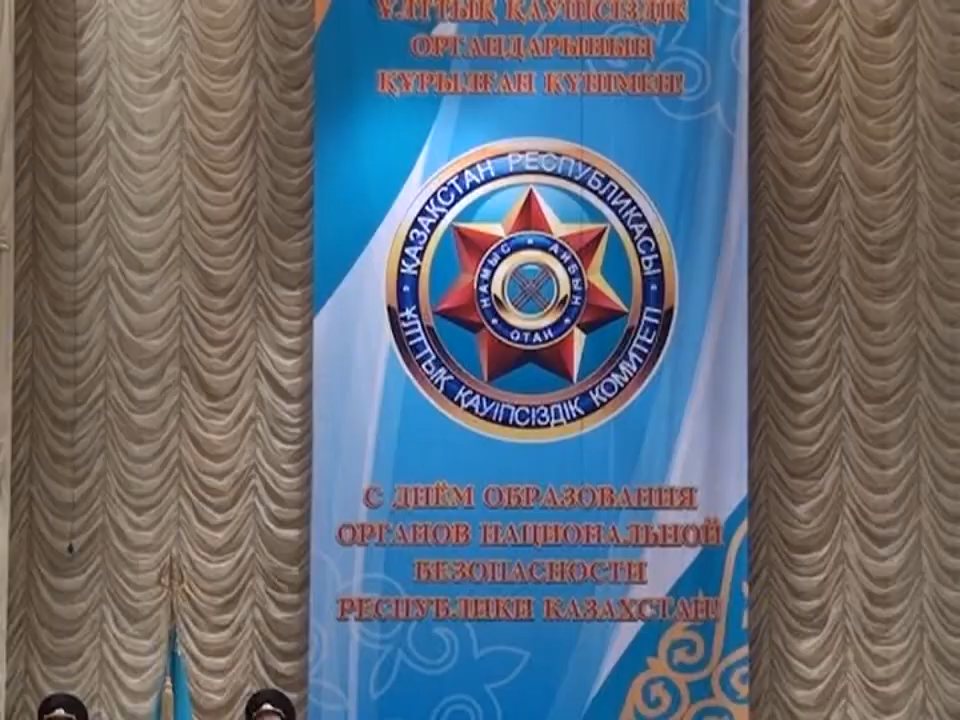 ҰЛТТЫҚ ҚАУІПСІЗДІК
ОРГАНДАРЫНЫҢ
ҚҰРЫЛҒАН КҮНІМЕН!
ҚАЗАҚСТАН РЕСПУБЛИКАСЫ
ҰЛТТЫҚ ҚАУІПСІЗДІК КОМИТЕТІ
НАМЫС АЙБЫН
ОТАН
С ДНЁМ ОБРАЗОВАНИЯ
ОРГАНОВ НАЦИОНАЛЬНОЙ
БЕЗОПАСНОСТИ
РЕСПУБЛИКИ КАЗАХСТАН!